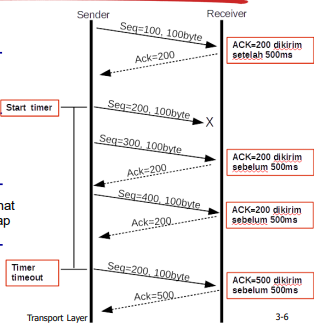 Sender
Receiver
Seq=100, 100byte
Ack=200
ACK=200 dikirim
setelah 500ms
Start timer
Seq=200, 100byte
X
Seq=300, 100byte
Ack=200
ACK=200 dikirim
sebelum 500ms
hat
ap
Seq=400, 100byte
Ack=200
ACK=200 dikirim
sebelum 500ms
Timer
timeout
Seq=200, 100byte
Ack=500
ACK=500 dikirim
sebelum 500ms
Transport Layer
3-6